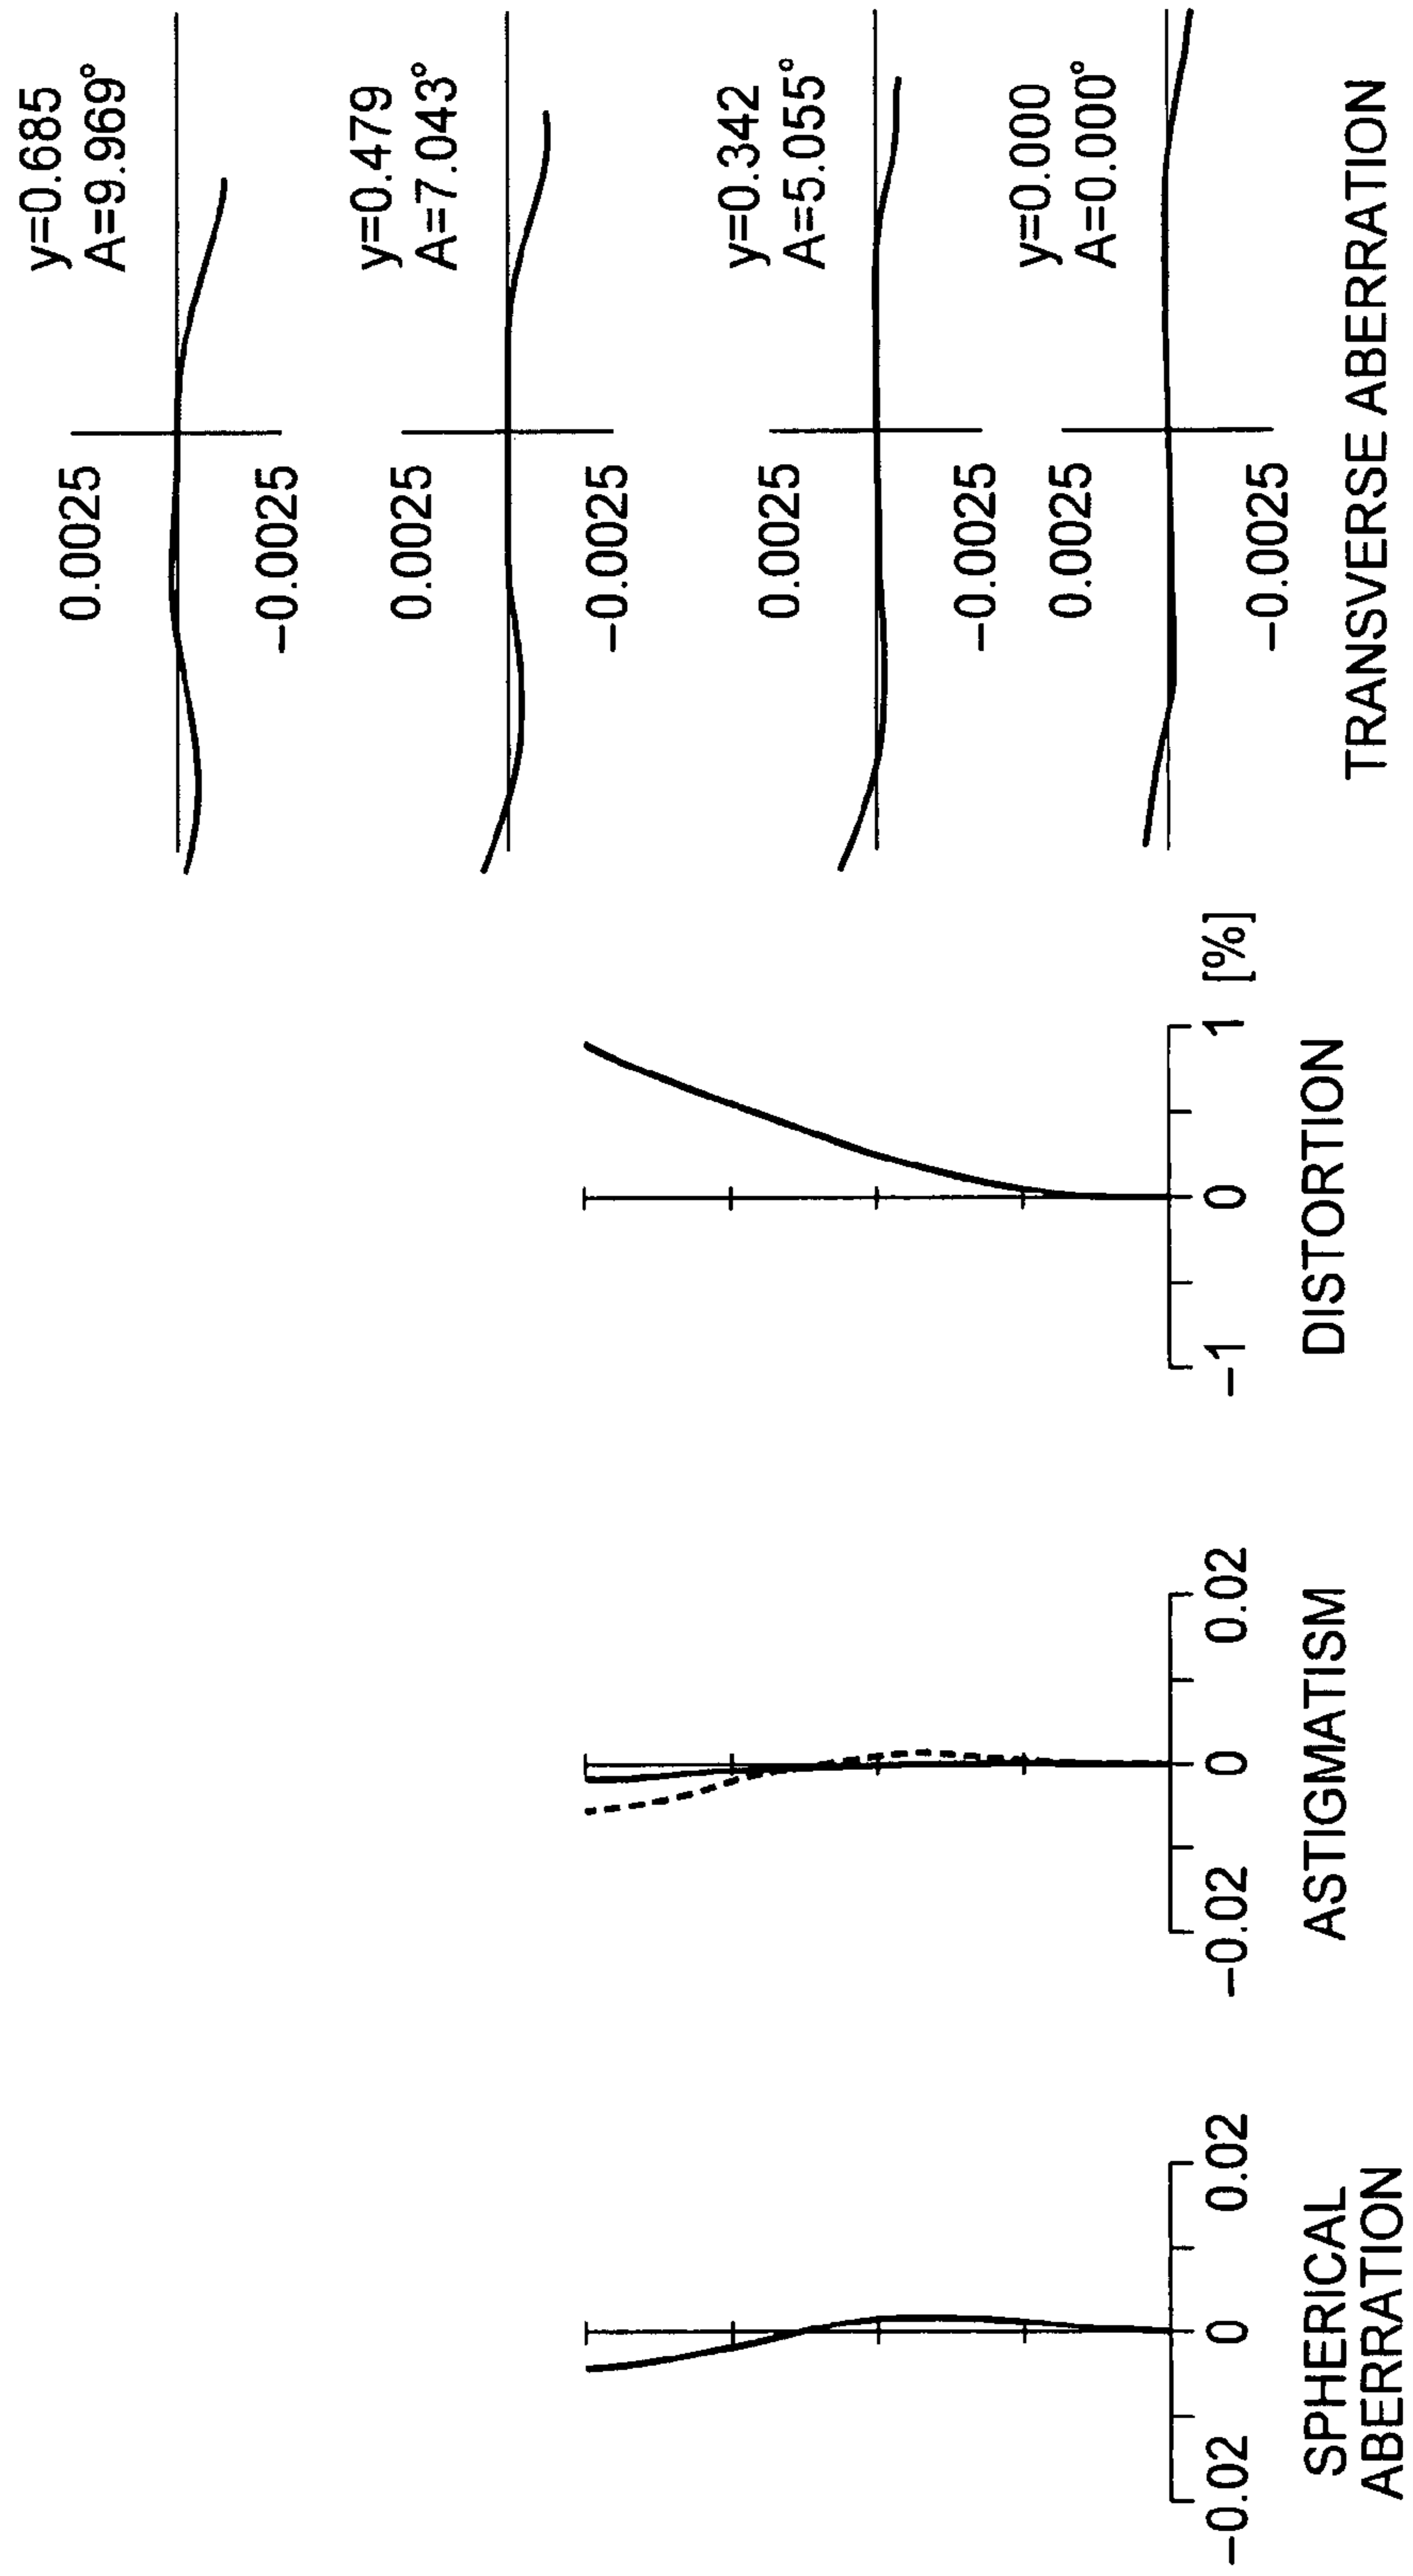 −0.02
0
0.02
SPHERICAL
ABERRATION
−0.02
0
0.02
ASTIGMATISM
−1
0
1
[%]
DISTORTION
y=0.685
A=9.969°
0.0025
−0.0025
y=0.479
A=7.043°
0.0025
−0.0025
y=0.342
A=5.055°
0.0025
−0.0025
y=0.000
A=0.000°
0.0025
−0.0025
TRANSVERSE ABERRATION